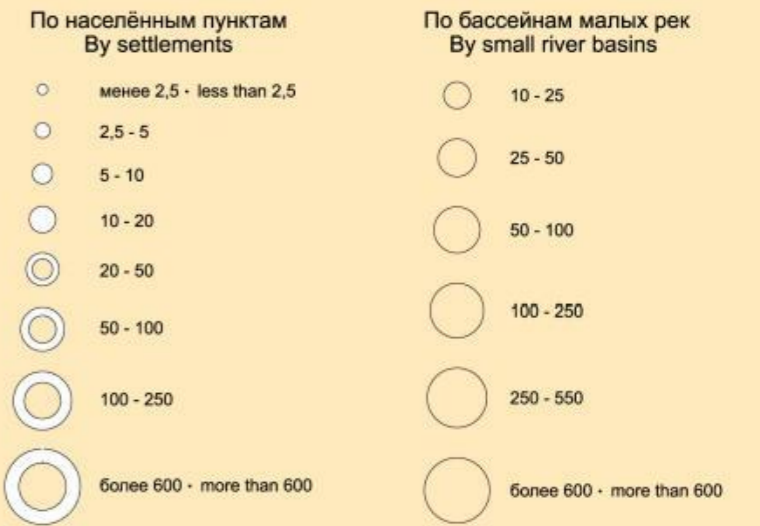 По населённым пунктам
By settlements
менее 2,5 · less than 2,5
2,5 - 5
5 - 10
10 - 20
20 - 50
50 - 100
100 - 250
более 600 · more than 600
По бассейнам малых рек
By small river basins
10 - 25
25 - 50
50 - 100
100 - 250
250 - 550
более 600 · more than 600